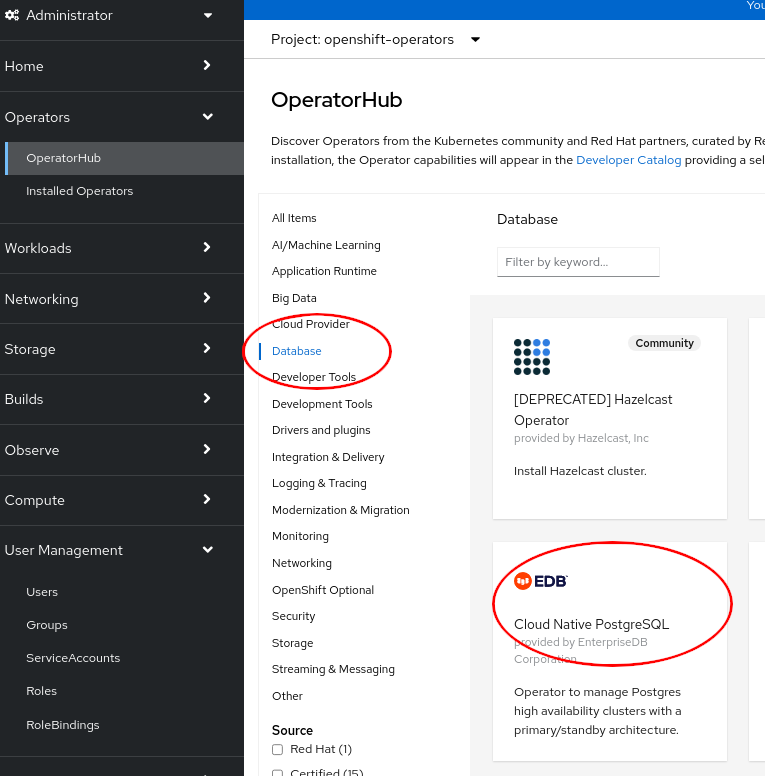 Administrator
Home
Operators
OperatorHub
Installed Operators
Workloads
Networking
Storage
Builds
Observe
Compute
User Management
Users
Groups
ServiceAccounts
Roles
RoleBindings
You
Project: openshift-operators
OperatorHub
Discover Operators from the Kubernetes community and Red Hat partners, curated by Re
installation, the Operator capabilities will appear in the Developer Catalog providing a sel
All Items
AI/Machine Learning
Application Runtime
Big Data
Cloud Provider
Database
Developer Tools
Development Tools
Drivers and plugins
Integration & Delivery
Logging & Tracing
Modernization & Migration
Monitoring
Networking
OpenShift Optional
Security
Storage
Streaming & Messaging
Other
Source
Red Hat (1)
Certified (15)
Database
Filter by keyword...
Community
[DEPRECATED] Hazelcast
Operator
provided by Hazelcast, Inc
Install Hazelcast cluster.
EDB
Cloud Native PostgreSQL
provided by EnterpriseDB
Corporation
Operator to manage Postgres
high availability clusters with a
primary/standby architecture.